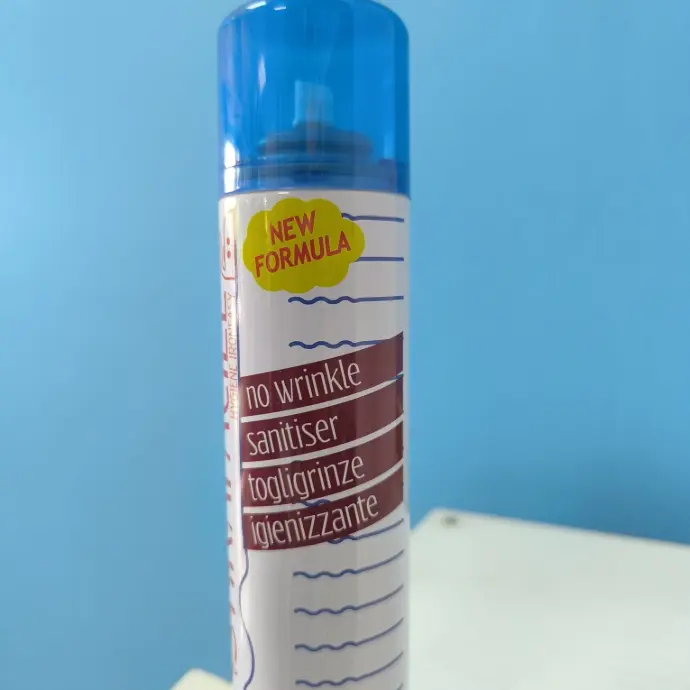 NEW
FORMULA
no wrinkle
sanitiser
togligrinze
igienizzante